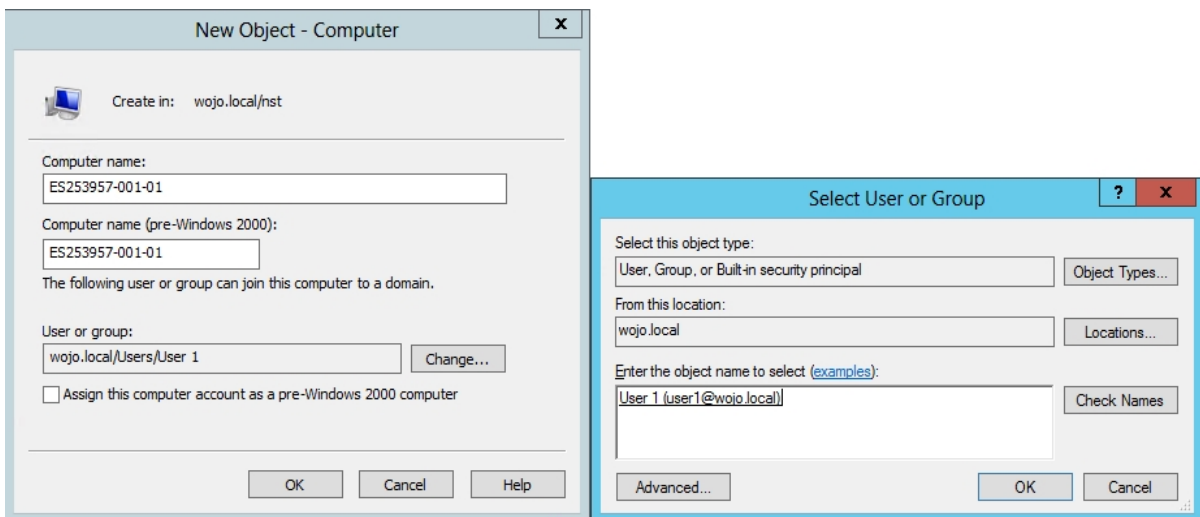 New Object - Computer
x
Create in: wojo.local/nst
Computer name:
ES253957-001-01
Computer name (pre-Windows 2000):
ES253957-001-01
The following user or group can join this computer to a domain.
User or group:
wojo.local/Users/User 1
Change...
Assign this computer account as a pre-Windows 2000 computer
OK Cancel Help
Select User or Group
? x
Select this object type:
User, Group, or Built-in security principal
Object Types...
From this location:
wojo.local
Locations...
Enter the object name to select (examples):
User 1 (user1@wojo.local)
Check Names
Advanced...
OK Cancel